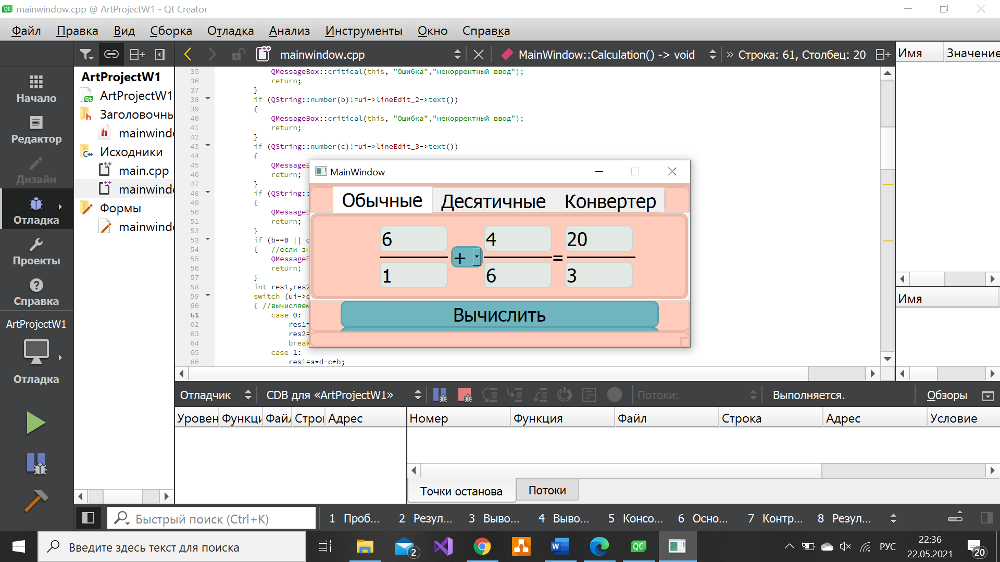 mainwindow.cpp @ ArtProjectW1 - Qt Creator
Файл Правка Вид Сборка Отладка Анализ Инструменты Окно Справка
mainwindow.cpp MainWindow::Calculation() -> void » Строка: 61, Столбец: 20 Имя Значение
Начало
Редактор
Дизайн
Отладка
Проекты
Справка
ArtProjectW1
Отладка
ArtProjectW1
ArtProjectW1
Заголовочнь
mainwind
Исходники
main.cpp
mainwind
Формы
mainwind
35 QMessageBox::critical(this, "Ошибка","некорректный ввод");
36 return;
37 }
38 if (QString::number(b)!=ui->lineEdit_2->text())
39 {
40 QMessageBox::critical(this, "Ошибка","некорректный ввод");
41 return;
42 }
43 if (QString::number(c)!=ui->lineEdit_3->text())
44 {
45 QMessageB
46 return;
47 }
48 if (QString:
49 {
50 QMessageB
51 return;
52 }
53 if (b==0 || d
54 { //если зн
55 QMessageB
56 return;
57 }
58 int res1,res2
59 switch (ui->c
60 { //вычисляем
61 case 0:
62 res1=
63 res2=
64 break
65 case 1:
66 res1=a*d-c*b;
MainWindow
Обычные Десятичные Конвертер
6 4 20
+ =
1 6 3
Вычислить
Имя
Отладчик CDB для «ArtProjectW1» Потоки: Выполняется. Обзоры
Уровен Функци Файл Строк Адрес Номер Функция Файл Строка Адрес Условие
Точки останова Потоки
Быстрый поиск (Ctrl+K) 1 Проб... 2 Резул... 3 Выво... 4 Выво... 5 Консо... 6 Осно... 7 Контр... 8 Резул...
Введите здесь текст для поиска 2 QC РУС 22:36
22.05.2021 20